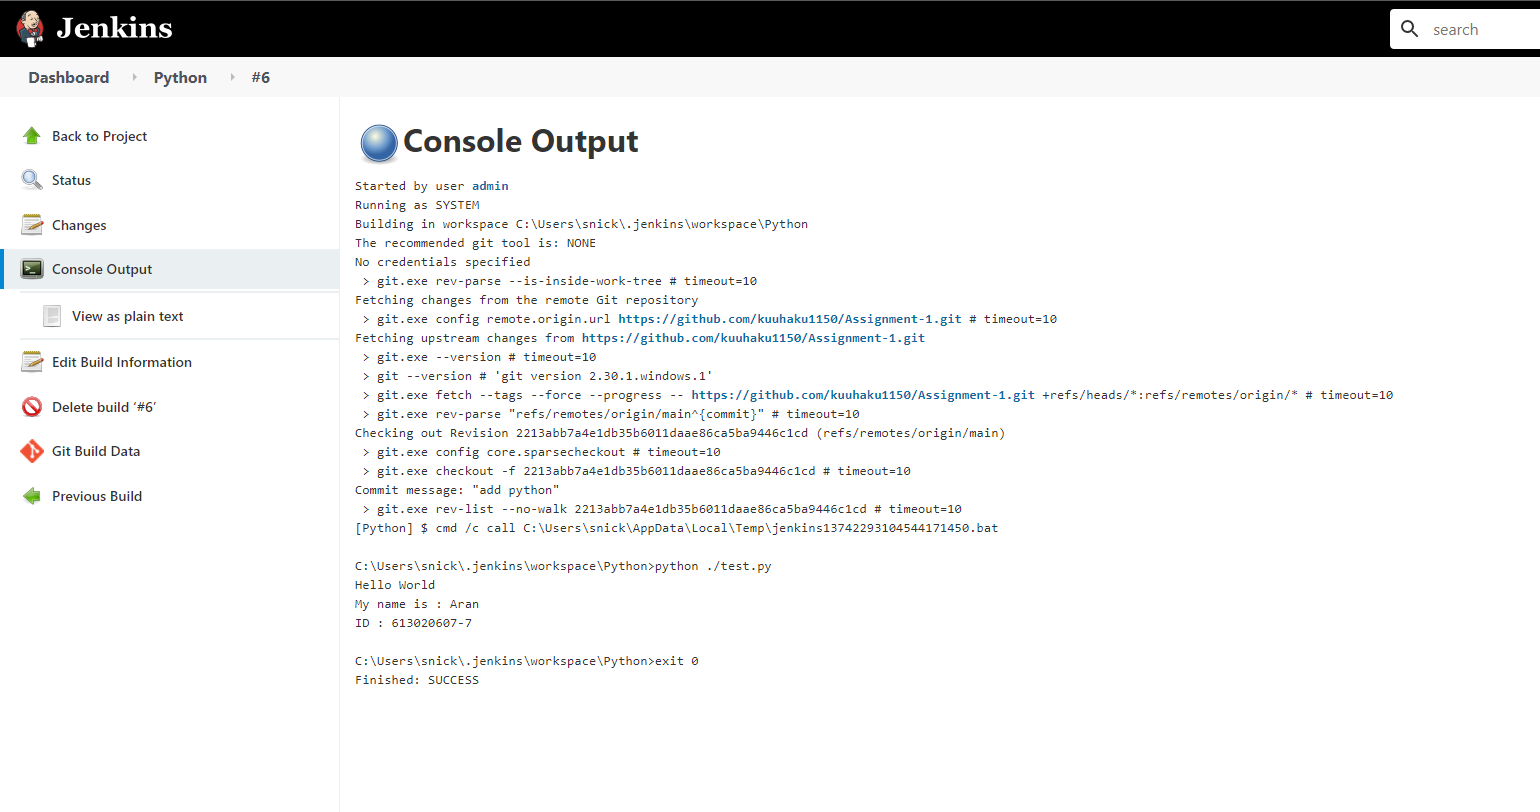 Jenkins
search
Dashboard
Python
#6
Back to Project
Status
Changes
Console Output
View as plain text
Edit Build Information
Delete build ‘#6’
Git Build Data
Previous Build
Console Output
Started by user admin
Running as SYSTEM
Building in workspace C:\Users\snick\.jenkins\workspace\Python
The recommended git tool is: NONE
No credentials specified
> git.exe rev-parse --is-inside-work-tree # timeout=10
Fetching changes from the remote Git repository
> git.exe config remote.origin.url https://github.com/kuuhaku1150/Assignment-1.git # timeout=10
Fetching upstream changes from https://github.com/kuuhaku1150/Assignment-1.git
> git.exe --version # timeout=10
> git --version # 'git version 2.30.1.windows.1'
> git.exe fetch --tags --force --progress -- https://github.com/kuuhaku1150/Assignment-1.git +refs/heads/*:refs/remotes/origin/* # timeout=10
> git.exe rev-parse "refs/remotes/origin/main^{commit}" # timeout=10
Checking out Revision 2213abb7a4e1db35b6011daae86ca5ba9446c1cd (refs/remotes/origin/main)
> git.exe config core.sparsecheckout # timeout=10
> git.exe checkout -f 2213abb7a4e1db35b6011daae86ca5ba9446c1cd # timeout=10
Commit message: "add python"
> git.exe rev-list --no-walk 2213abb7a4e1db35b6011daae86ca5ba9446c1cd # timeout=10
[Python] $ cmd /c call C:\Users\snick\AppData\Local\Temp\jenkins13742293104544171450.bat
C:\Users\snick\.jenkins\workspace\Python>python ./test.py
Hello World
My name is : Aran
ID : 613020607-7
C:\Users\snick\.jenkins\workspace\Python>exit 0
Finished: SUCCESS